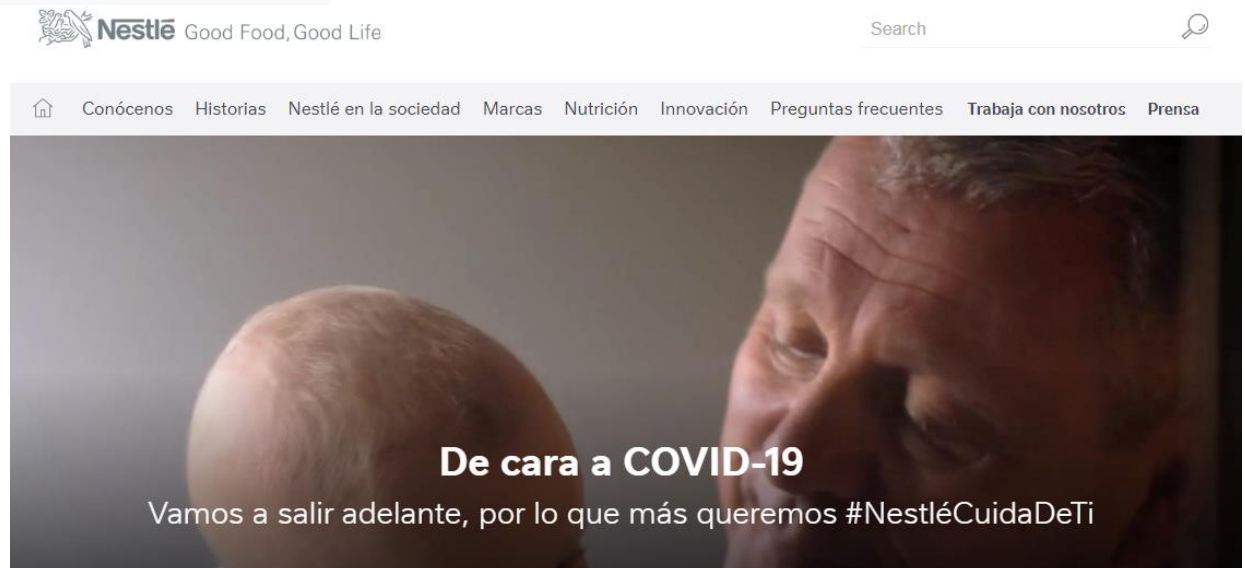 Nestlé Good Food, Good Life
Search
Conócenos Historias Nestlé en la sociedad Marcas Nutrición Innovación Preguntas frecuentes Trabaja con nosotros Prensa
De cara a COVID-19
Vamos a salir adelante, por lo que más queremos #NestléCuidaDeTi